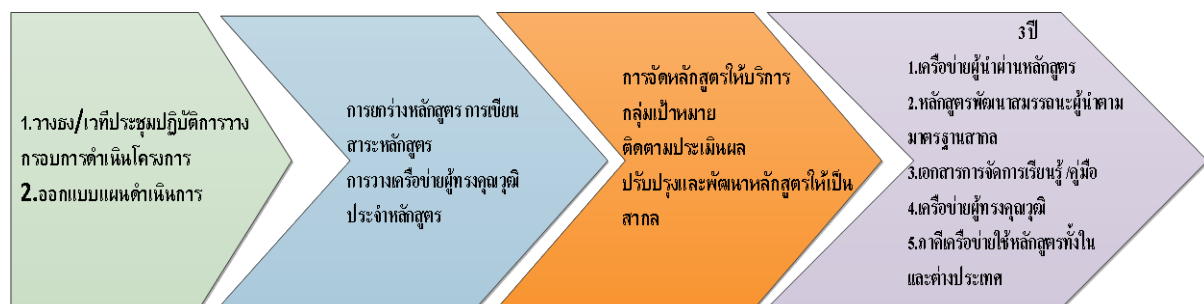 1.วางธง/เวทีประชุมปฏิบัติการวาง
กรอบการดำเนินโครงการ
2.ออกแบบแผนดำเนินการ
การยกร่างหลักสูตร การเขียน
สาระหลักสูตร
การวางเครือข่ายผู้ทรงคุณวุฒิ
ประจำหลักสูตร
การจัดหลักสูตรให้บริการ
กลุ่มเป้าหมาย
ติดตามประเมินผล
ปรับปรุงและพัฒนาหลักสูตรให้เป็น
สากล
3 ปี
1.เครือข่ายผู้นำผ่านหลักสูตร
2.หลักสูตรพัฒนาสมรรถนะผู้นำตาม
มาตรฐานสากล
3.เอกสารการจัดการเรียนรู้ /คู่มือ
4.เครือข่ายผู้ทรงคุณวุฒิ
5.ภาคีเครือข่ายใช้หลักสูตรทั้งใน
และต่างประเทศ